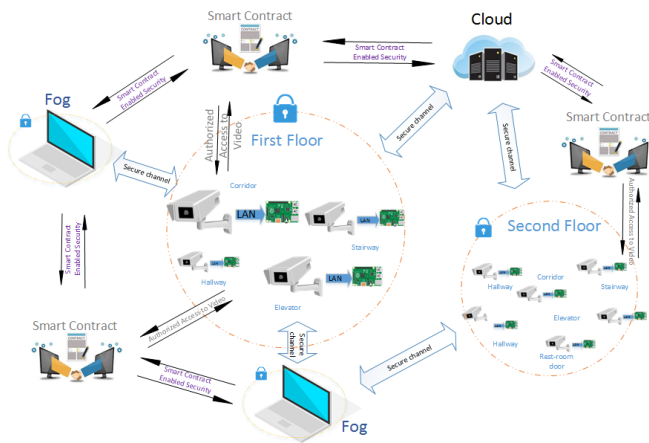 Smart Contract
Cloud
Smart Contract
Enabled Security
Smart Contract
Enabled Security
Smart Contract
Enabled Security
Fog
Authorized
Access to
Video
First Floor
Secure channel
Secure channel
Smart Contract
Authorized Access to Video
Secure channel
Corridor
LAN
LAN
Stairway
LAN
Hallway
LAN
Elevator
Second Floor
Hallway
Corridor
Stairway
Elevator
Hallway
Rest-room
door
Smart Contract
Enabled Security
Authorized Access to Video
Smart Contract
Secure
channel
Secure channel
Smart Contract
Enabled Security
Fog